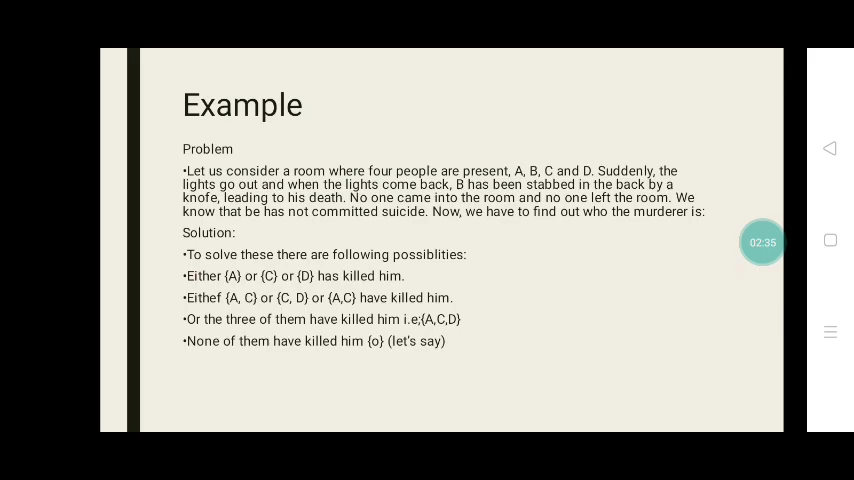 Example
Problem
•Let us consider a room where four people are present, A, B, C and D. Suddenly, the
lights go out and when the lights come back, B has been stabbed in the back by a
knofe, leading to his death. No one came into the room and no one left the room. We
know that be has not committed suicide. Now, we have to find out who the murderer is:
Solution:
•To solve these there are following possiblities:
•Either {A} or {C} or {D} has killed him.
•Eithef {A, C} or {C, D} or {A,C} have killed him.
•Or the three of them have killed him i.e;{A,C,D}
•None of them have killed him {o} (let's say)
02:35